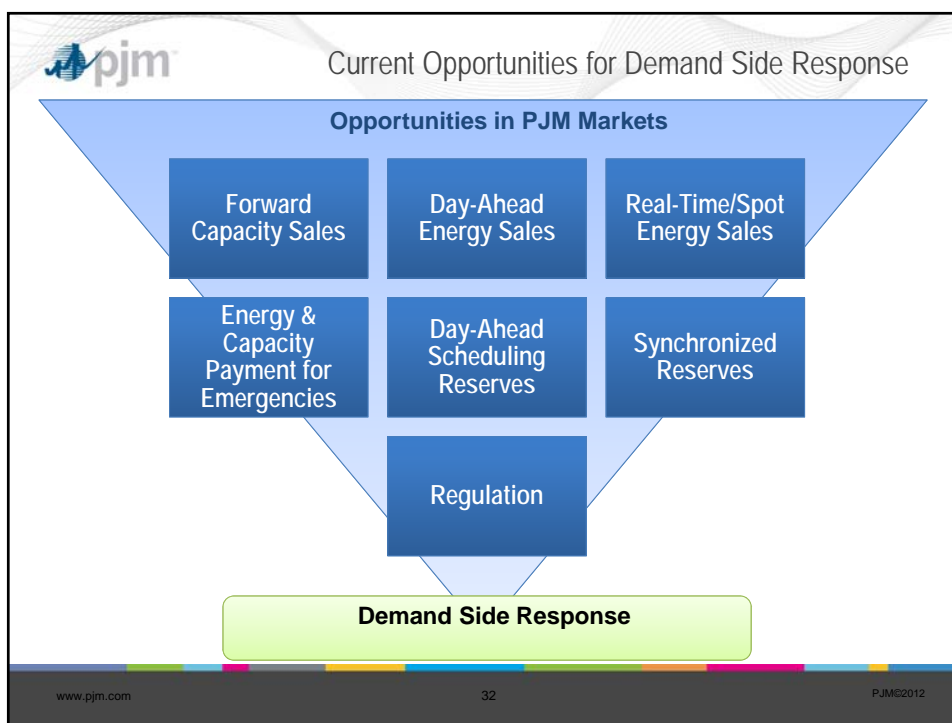 pjm
Current Opportunities for Demand Side Response
Opportunities in PJM Markets
Forward
Capacity Sales
Day-Ahead
Energy Sales
Real-Time/Spot
Energy Sales
Energy &
Capacity
Payment for
Emergencies
Day-Ahead
Scheduling
Reserves
Synchronized
Reserves
Regulation
Demand Side Response
www.pjm.com
32
PJM©2012